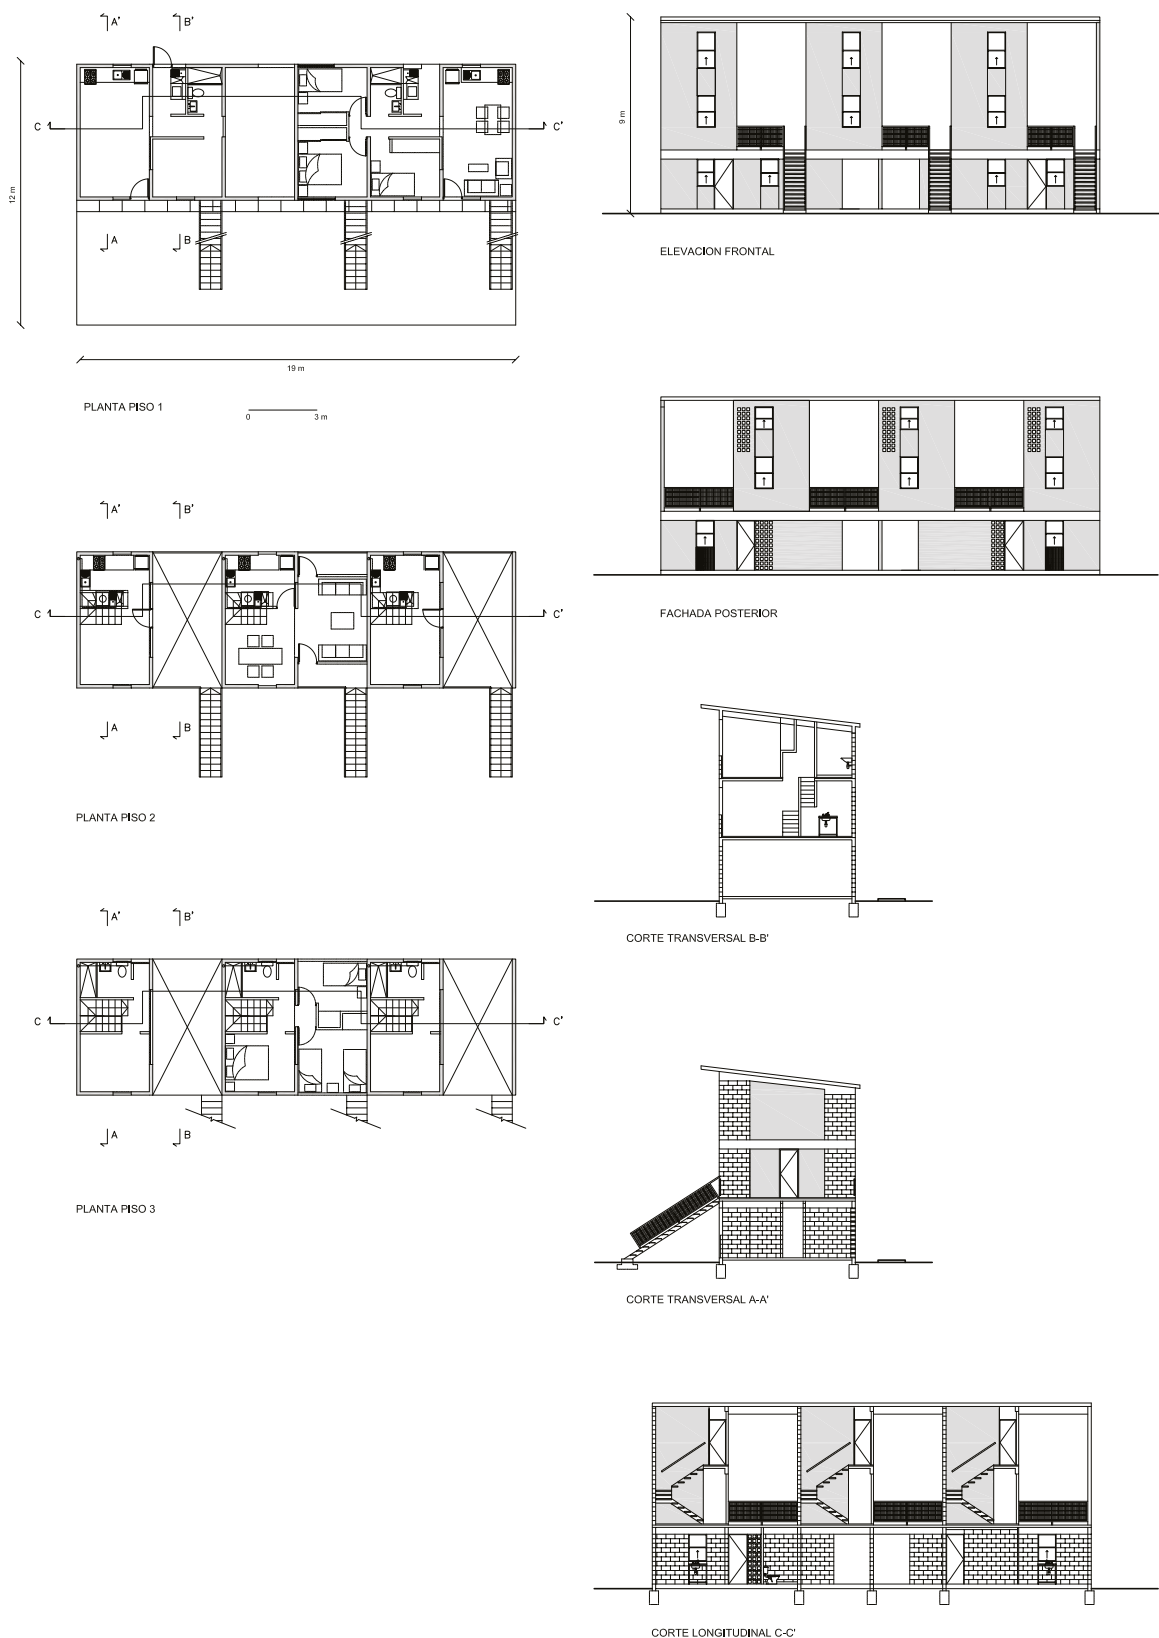 A' B'
C C'
A B
12 m
19 m
PLANTA PISO 1
0 3 m
A' B'
C C'
A B
PLANTA PISO 2
A' B'
C C'
A B
PLANTA PISO 3
9 m
ELEVACION FRONTAL
FACHADA POSTERIOR
CORTE TRANSVERSAL B-B'
CORTE TRANSVERSAL A-A'
CORTE LONGITUDINAL C-C'